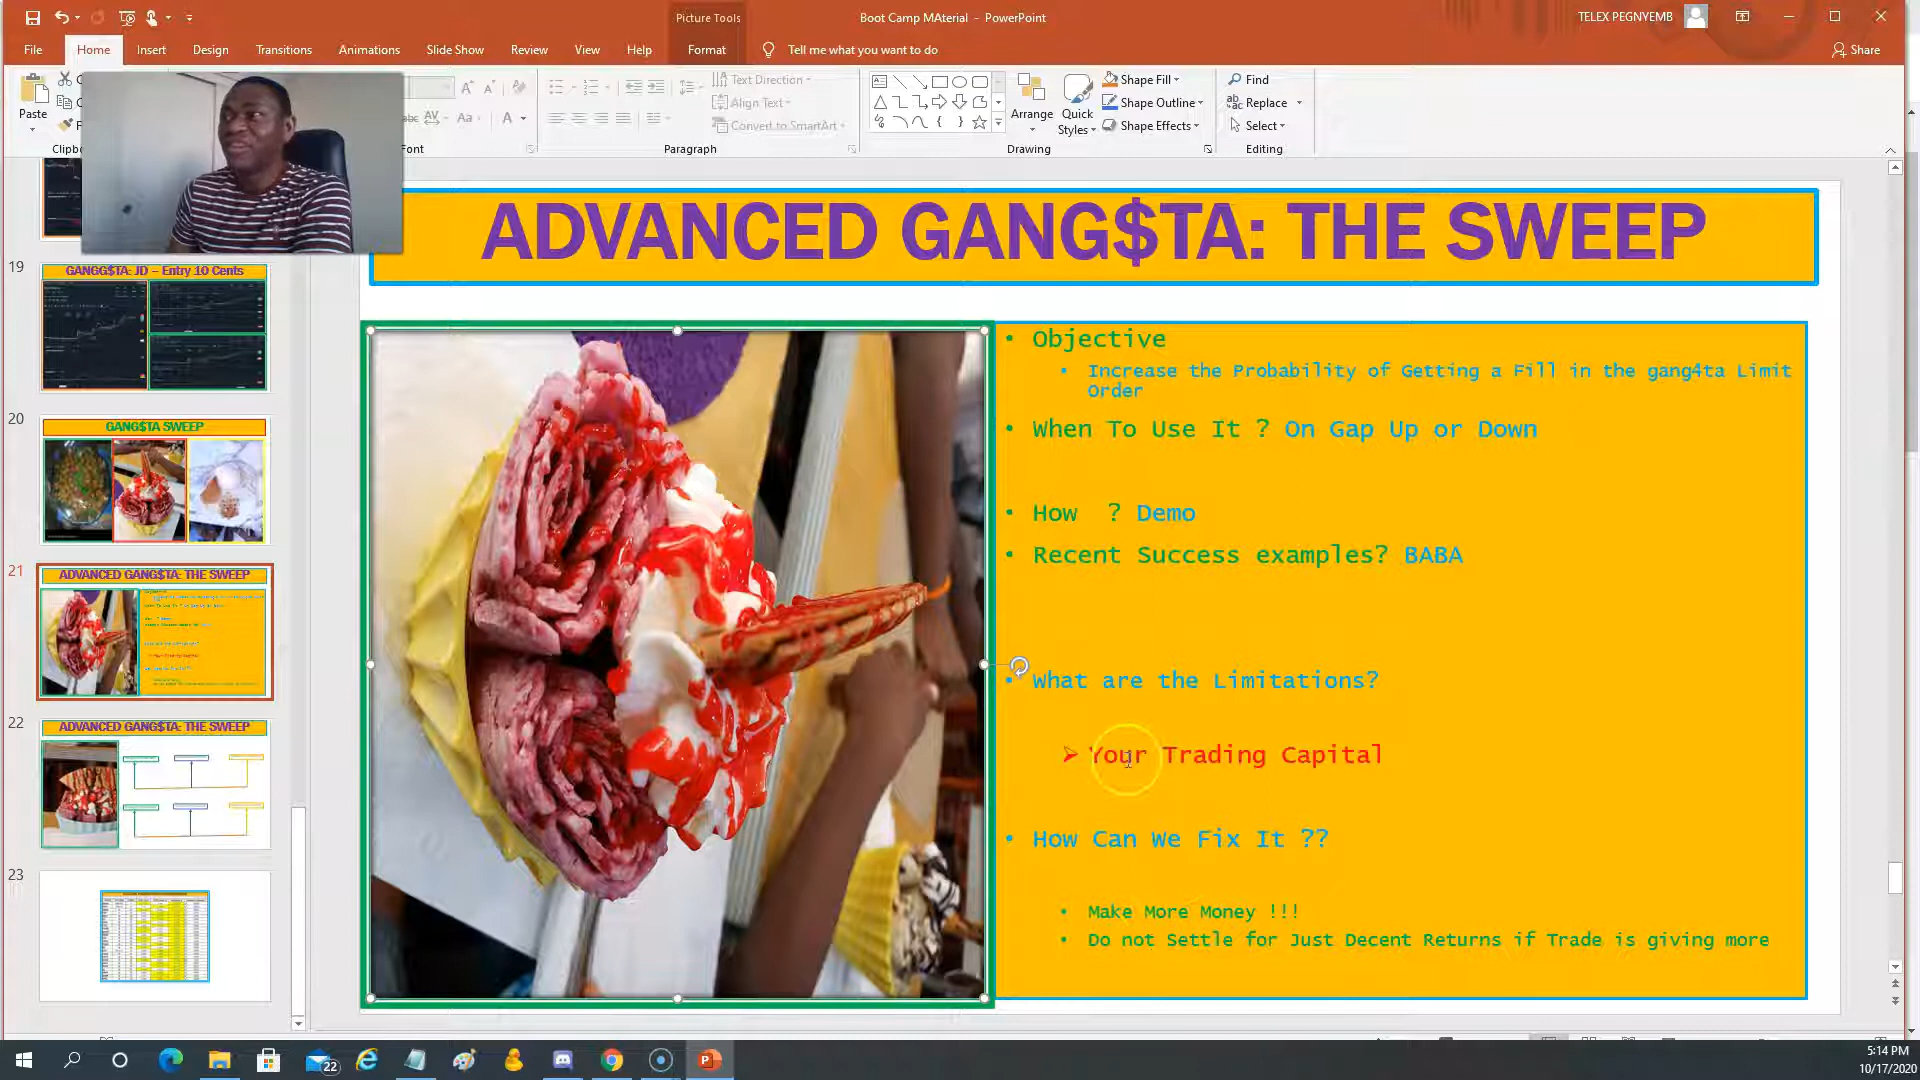 Picture Tools
Boot Camp MAterial - PowerPoint
TELEX PEGNYEMB
File
Home
Insert
Design
Transitions
Animations
Slide Show
Review
View
Help
Format
Tell me what you want to do
Share
Paste
Text Direction
Align Text
Convert to SmartArt
Aa
A
Arrange
Quick
Styles
Shape Fill
Shape Outline
Shape Effects
Find
Replace
Select
Paragraph
Drawing
Editing
19
GANGG$TA: JD – Entry 10 Cents
20
GANG$TA SWEEP
21
ADVANCED GANG$TA: THE SWEEP
22
ADVANCED GANG$TA: THE SWEEP
23
ADVANCED GANG$TA: THE SWEEP
• Objective
• Increase the Probability of Getting a Fill in the gang4ta Limit
Order
• When To Use It ? On Gap Up or Down
• How ? Demo
• Recent Success examples? BABA
• What are the Limitations?
➢ Your Trading Capital
• How Can We Fix It ??
• Make More Money !!!
• Do not Settle for Just Decent Returns if Trade is giving more
22
5:14 PM
10/17/2020